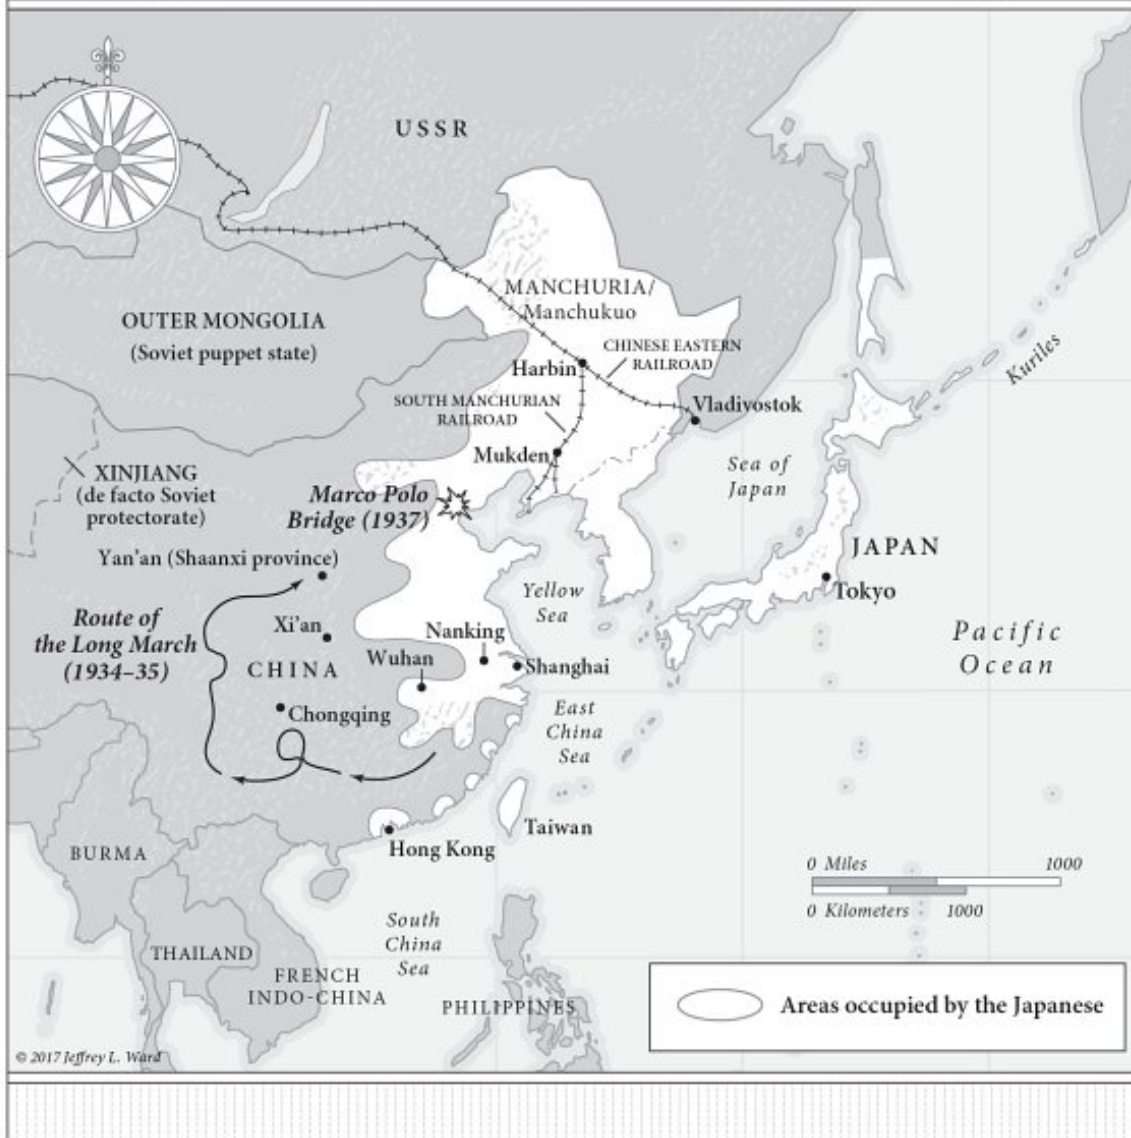 USSR
MANCHURIA/
Manchukuo
OUTER MONGOLIA
(Soviet puppet state)
CHINESE EASTERN
RAILROAD
Harbin
Kuriles
SOUTH MANCHURIAN
RAILROAD
Vladivostok
Mukden
Sea of
Japan
XINJIANG
(de facto Soviet
protectorate)
Marco Polo
Bridge (1937)
JAPAN
Yan'an (Shaanxi province)
Tokyo
Yellow
Sea
Route of
the Long March
(1934–35)
Xi'an
Nanking
Pacific
Ocean
Wuhan
Shanghai
CHINA
Chongqing
East
China
Sea
Taiwan
Hong Kong
BURMA
0 Miles 1000
0 Kilometers 1000
South
China
Sea
THAILAND
FRENCH
INDO-CHINA
PHILIPPINES
Areas occupied by the Japanese
© 2017 Jeffrey L. Ward